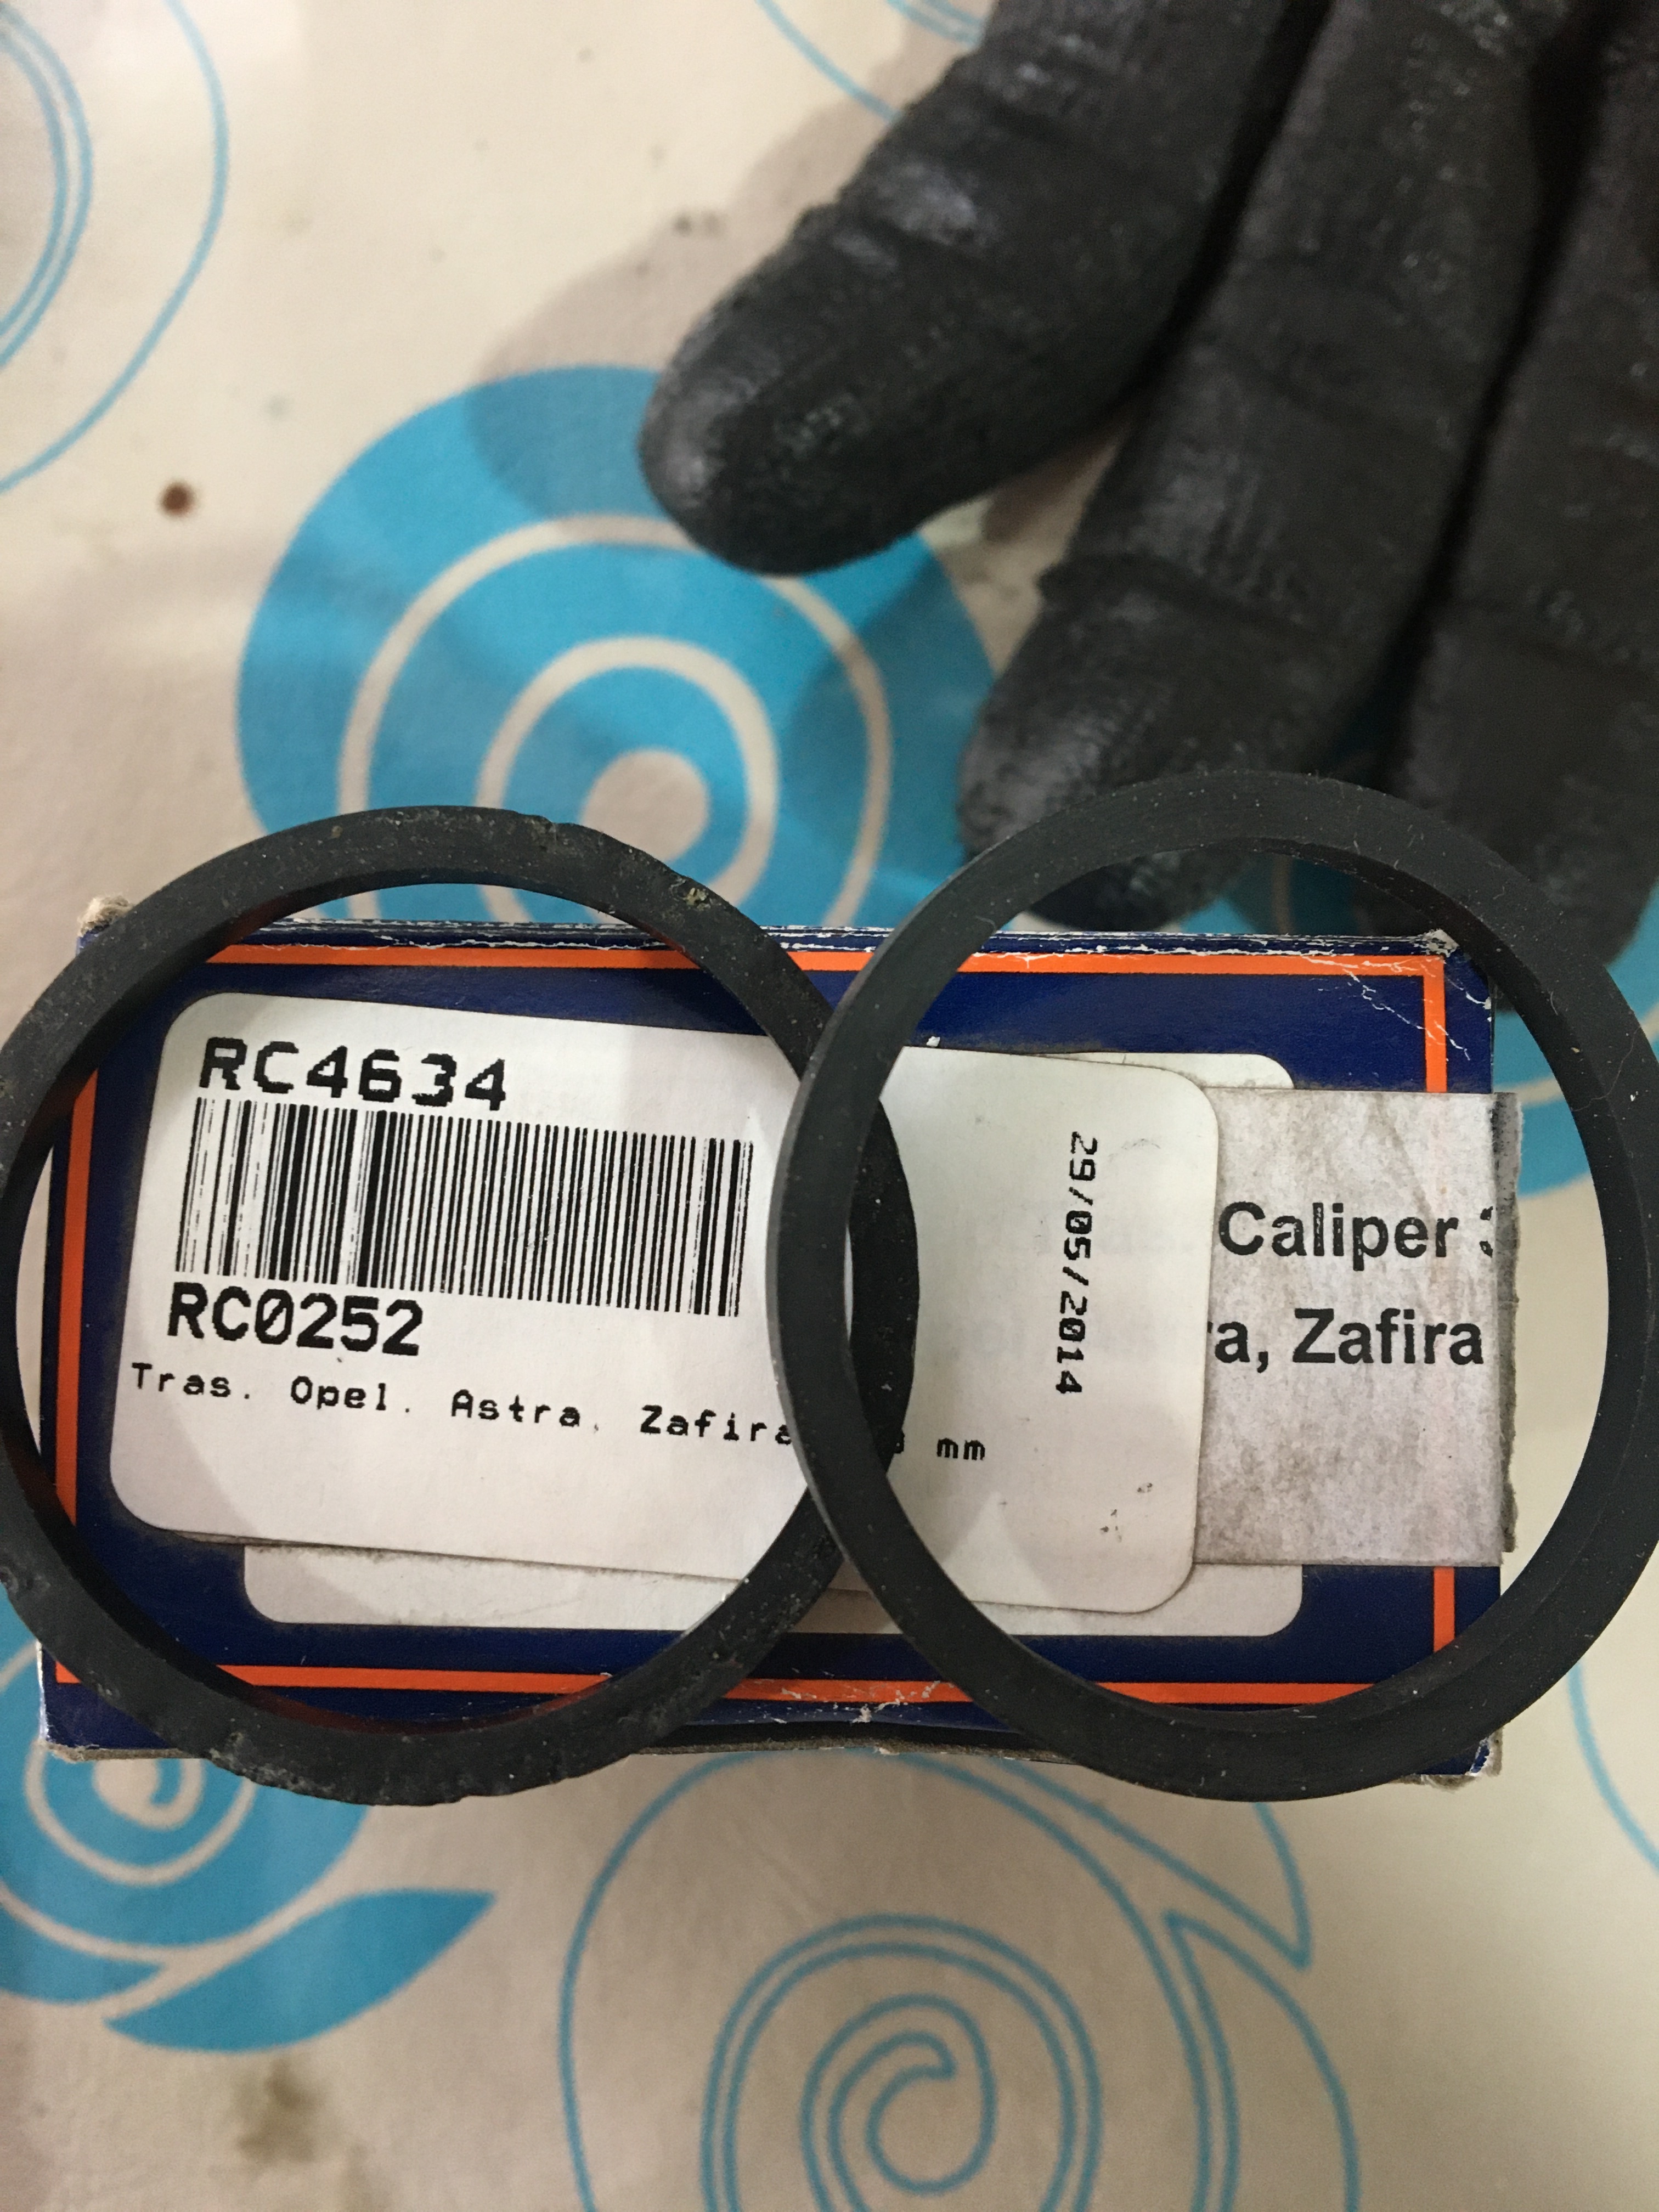 RC4634
RC0252
Tras. Opel. Astra. Zafira mm
29/05/2014
Caliper
Zafira